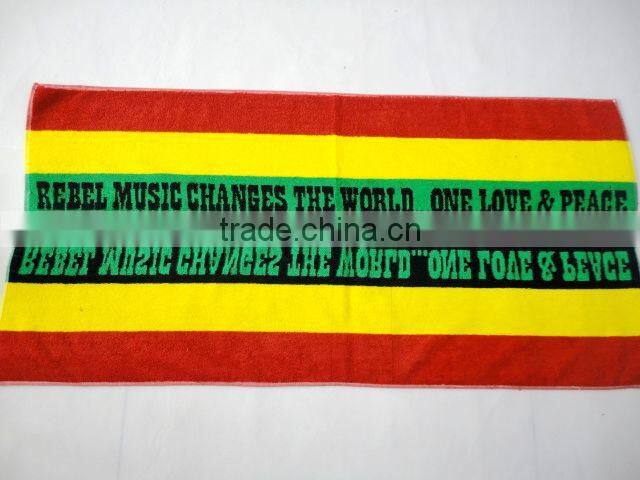 REBEL MUSIC CHANGES THE WORLD...ONE LOVE & PEACE
trade.china.cn
REBEL MUSIC CHANGES THE WORLD...ONE LOVE & PEACE